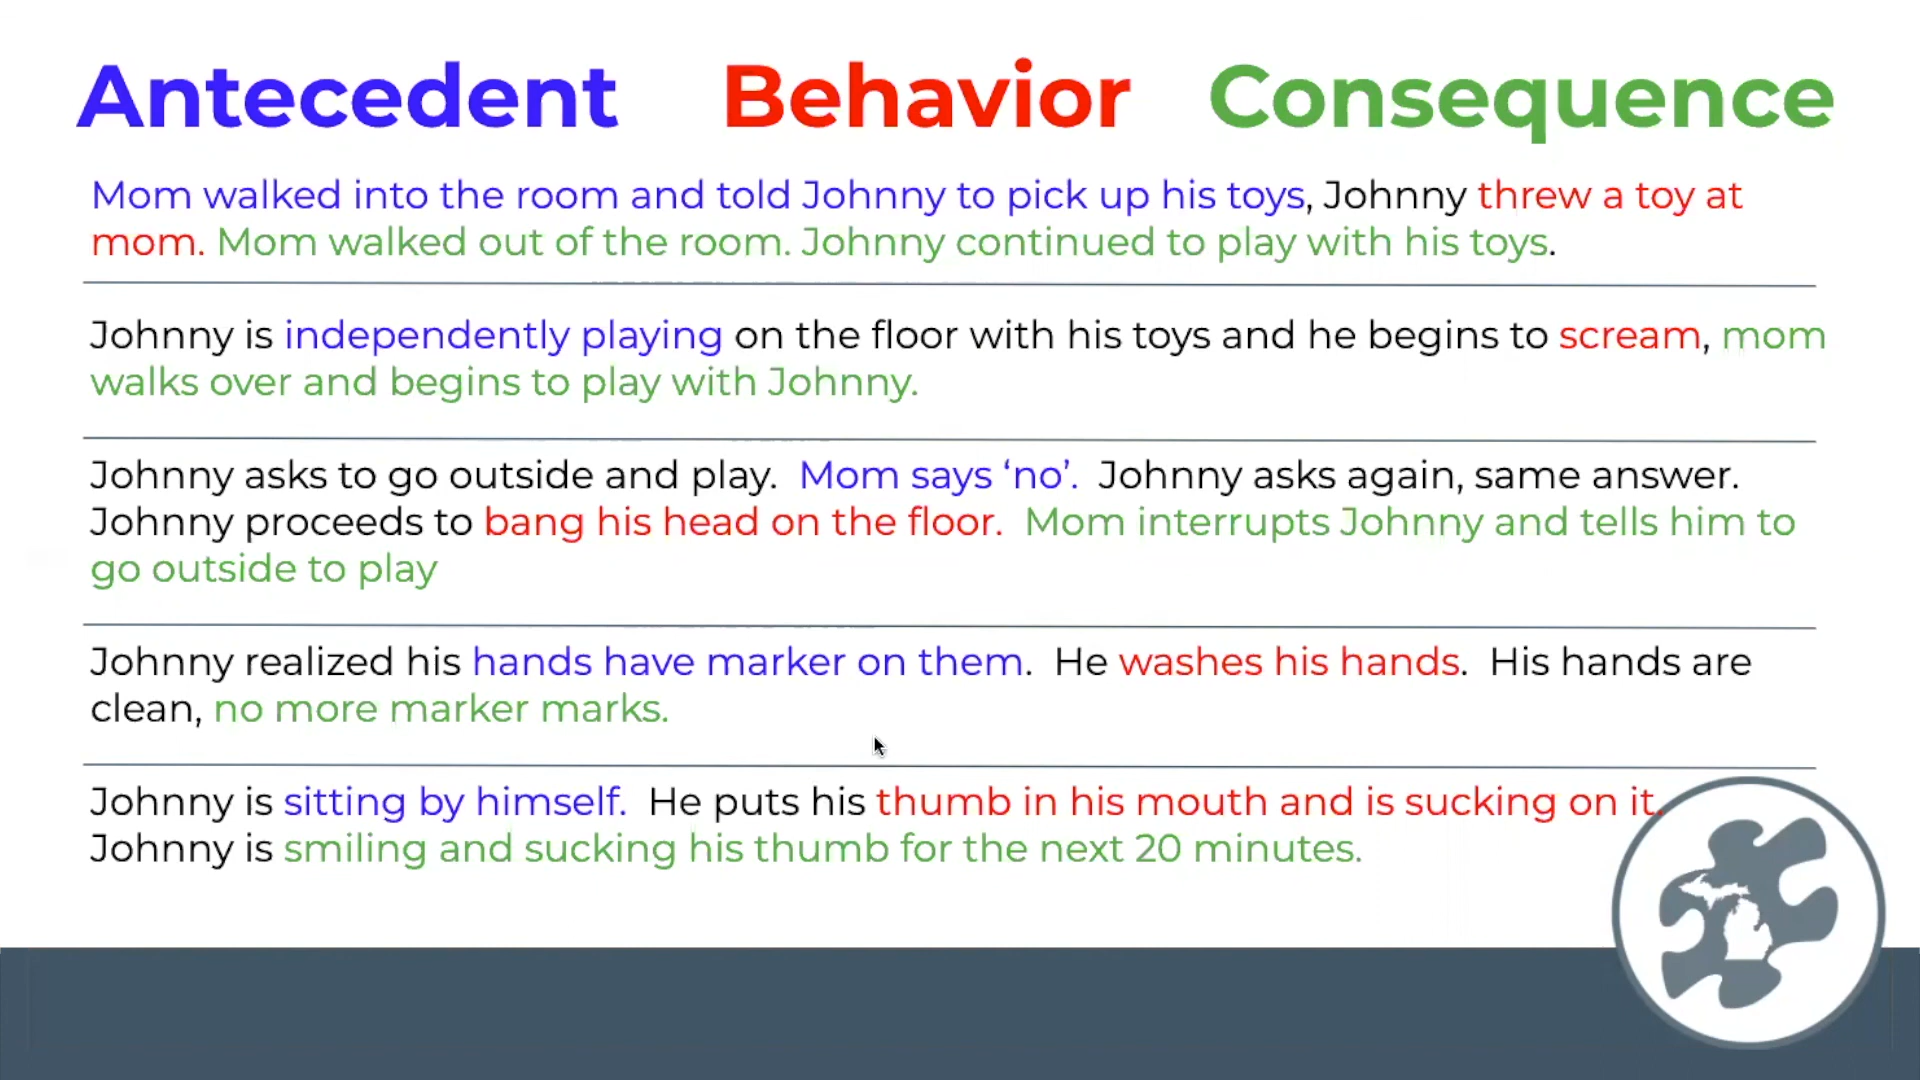 Antecedent Behavior Consequence
Mom walked into the room and told Johnny to pick up his toys, Johnny threw a toy at
mom. Mom walked out of the room. Johnny continued to play with his toys.
Johnny is independently playing on the floor with his toys and he begins to scream, mom
walks over and begins to play with Johnny.
Johnny asks to go outside and play. Mom says ‘no’. Johnny asks again, same answer.
Johnny proceeds to bang his head on the floor. Mom interrupts Johnny and tells him to
go outside to play
Johnny realized his hands have marker on them. He washes his hands. His hands are
clean, no more marker marks.
Johnny is sitting by himself. He puts his thumb in his mouth and is sucking on it.
Johnny is smiling and sucking his thumb for the next 20 minutes.